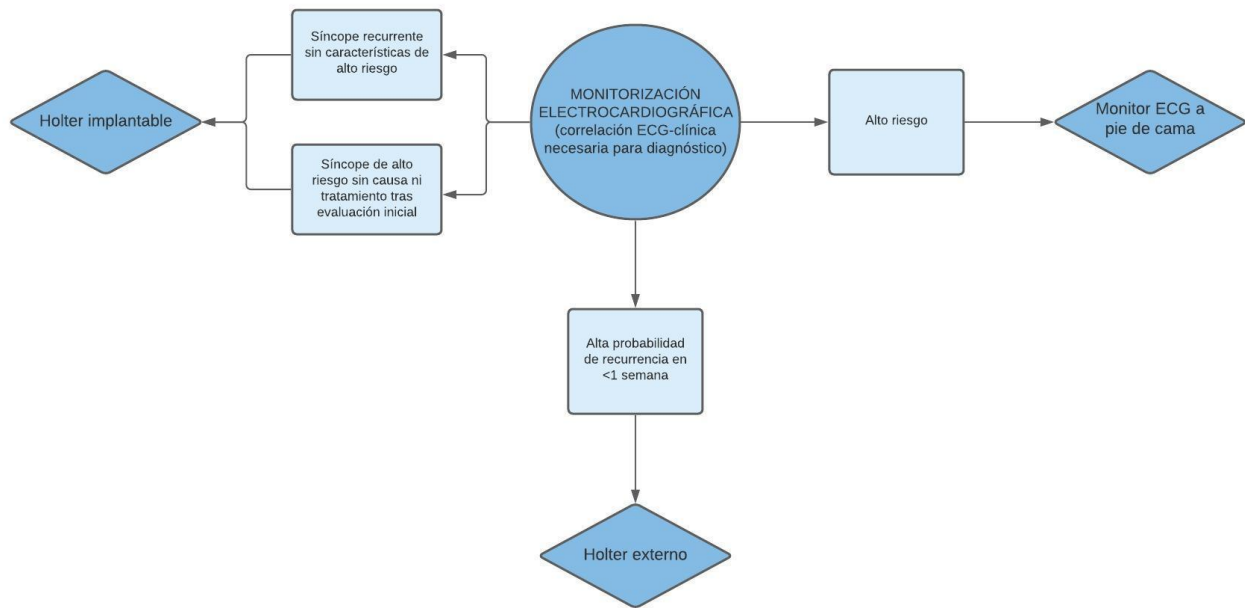 Síncope recurrente
sin características de
alto riesgo
Holter implantable
Síncope de alto
riesgo sin causa ni
tratamiento tras
evaluación inicial
MONITORIZACIÓN
ELECTROCARDIOGRÁFICA
(correlación ECG-clínica
necesaria para diagnóstico)
Alto riesgo
Monitor ECG a
pie de cama
Alta probabilidad
de recurrencia en
<1 semana
Holter externo